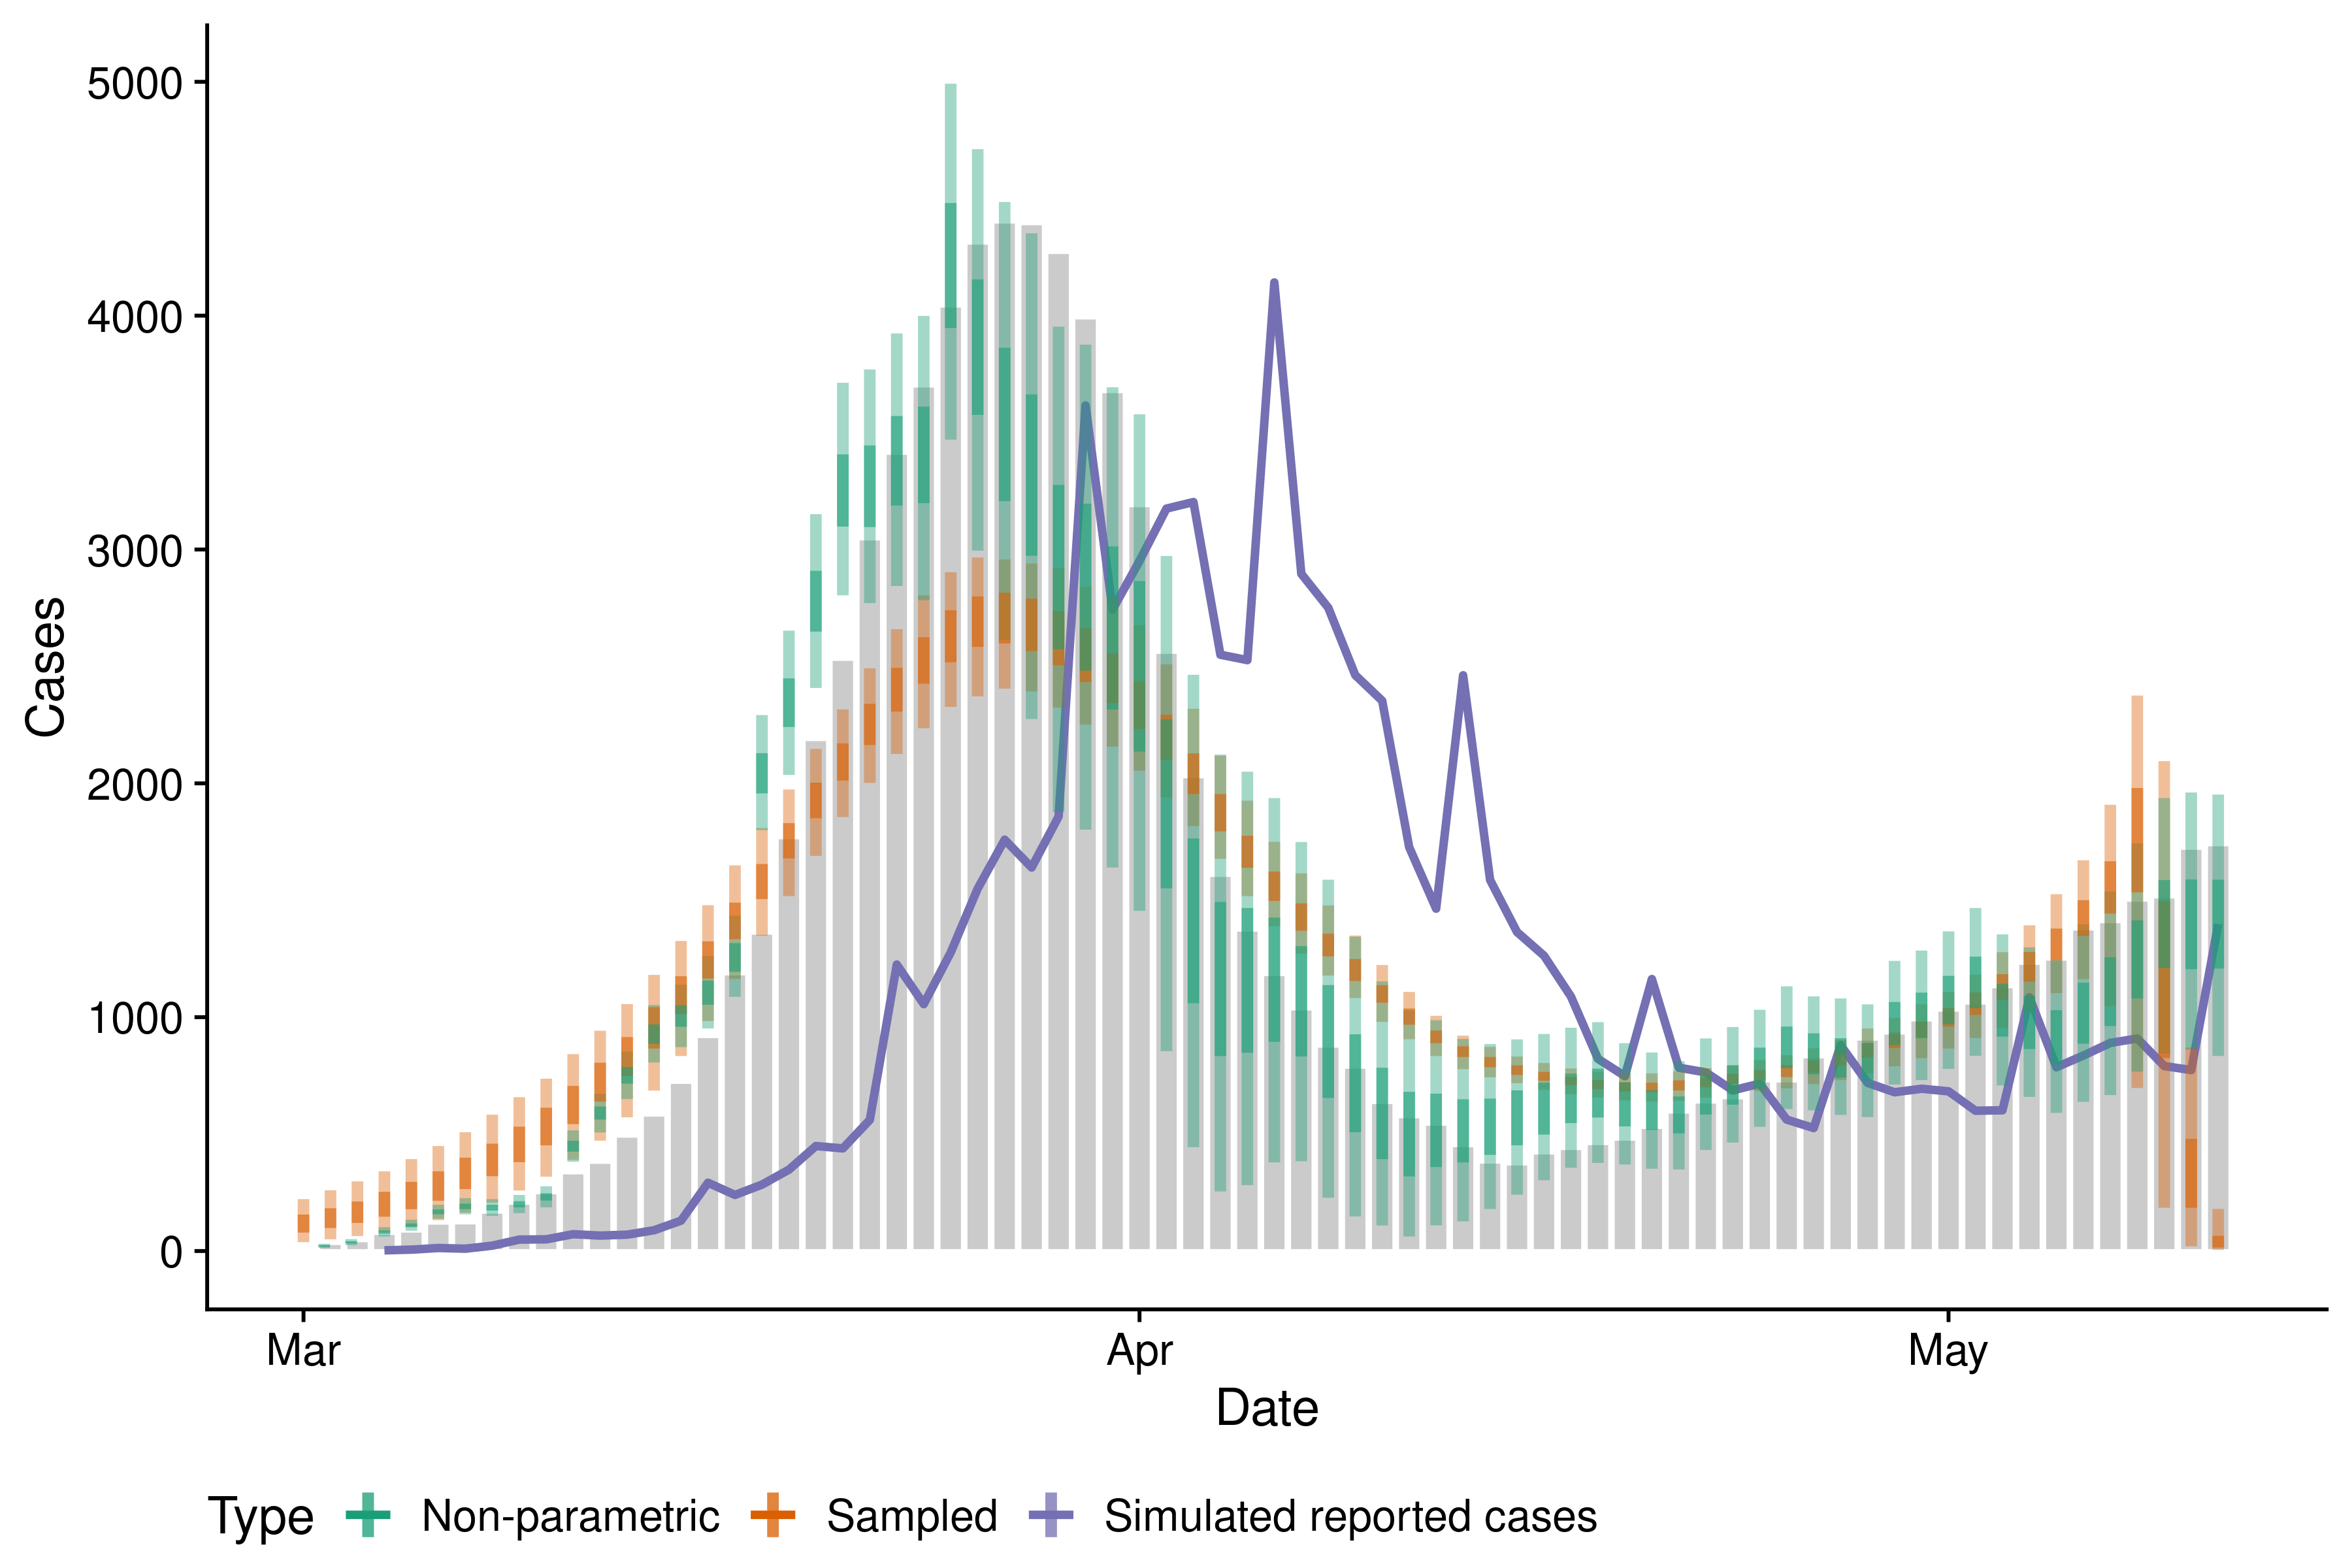 5000
4000
3000
2000
1000
0
Cases
Mar Apr May
Date
Type Non-parametric Sampled Simulated reported cases